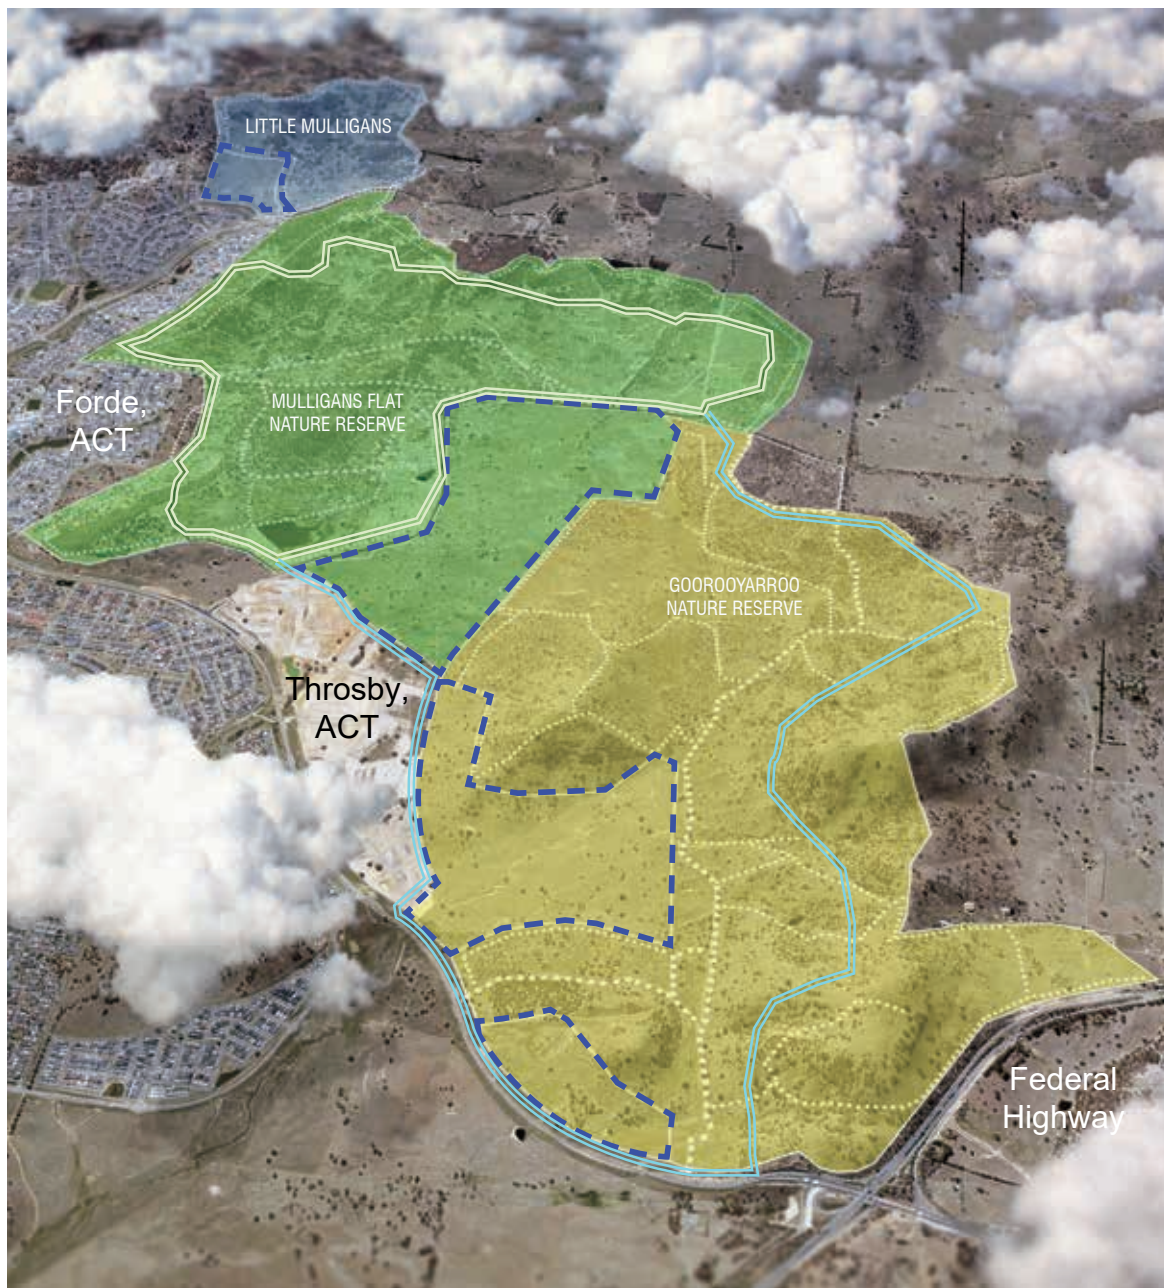 LITTLE MULLIGANS
MULLIGANS FLAT
NATURE RESERVE
Forde,
ACT
GOOROOYARROO
NATURE RESERVE
Throsby,
ACT
Federal
Highway